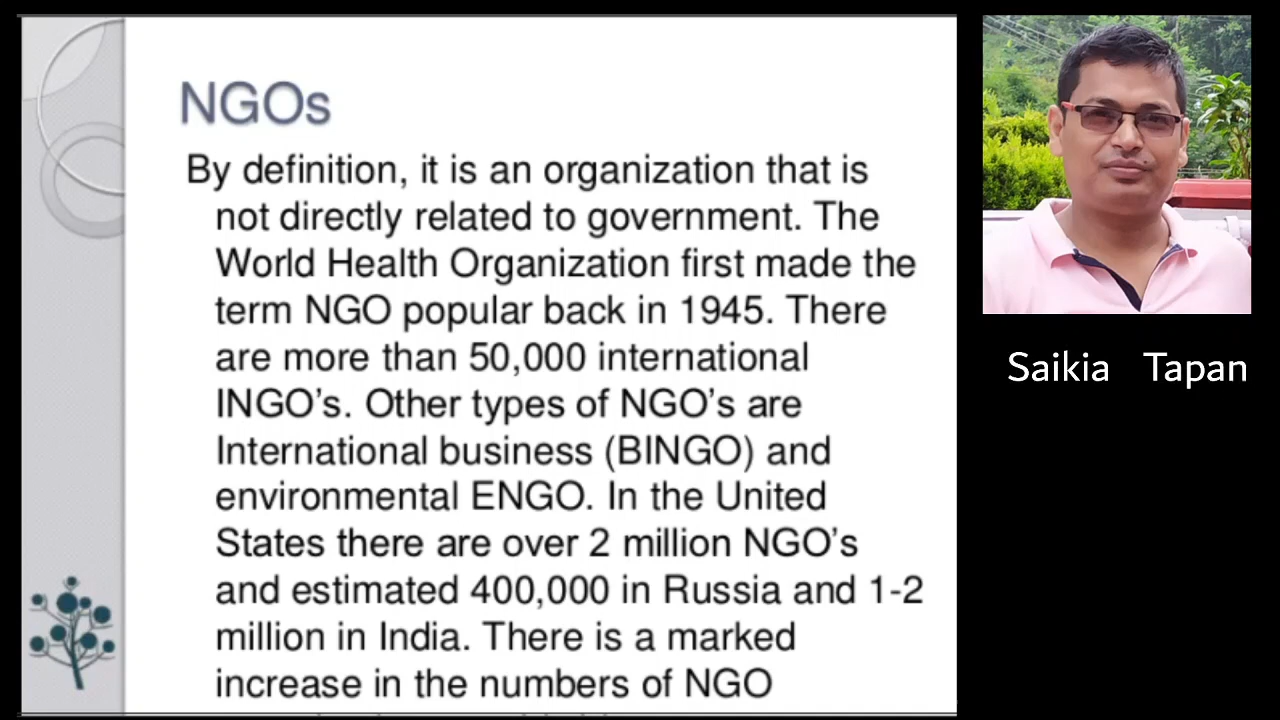 NGOs
By definition, it is an organization that is
not directly related to government. The
World Health Organization first made the
term NGO popular back in 1945. There
are more than 50,000 international
INGO’s. Other types of NGO’s are
International business (BINGO) and
environmental ENGO. In the United
States there are over 2 million NGO’s
and estimated 400,000 in Russia and 1-2
million in India. There is a marked
increase in the numbers of NGO
Saikia Tapan